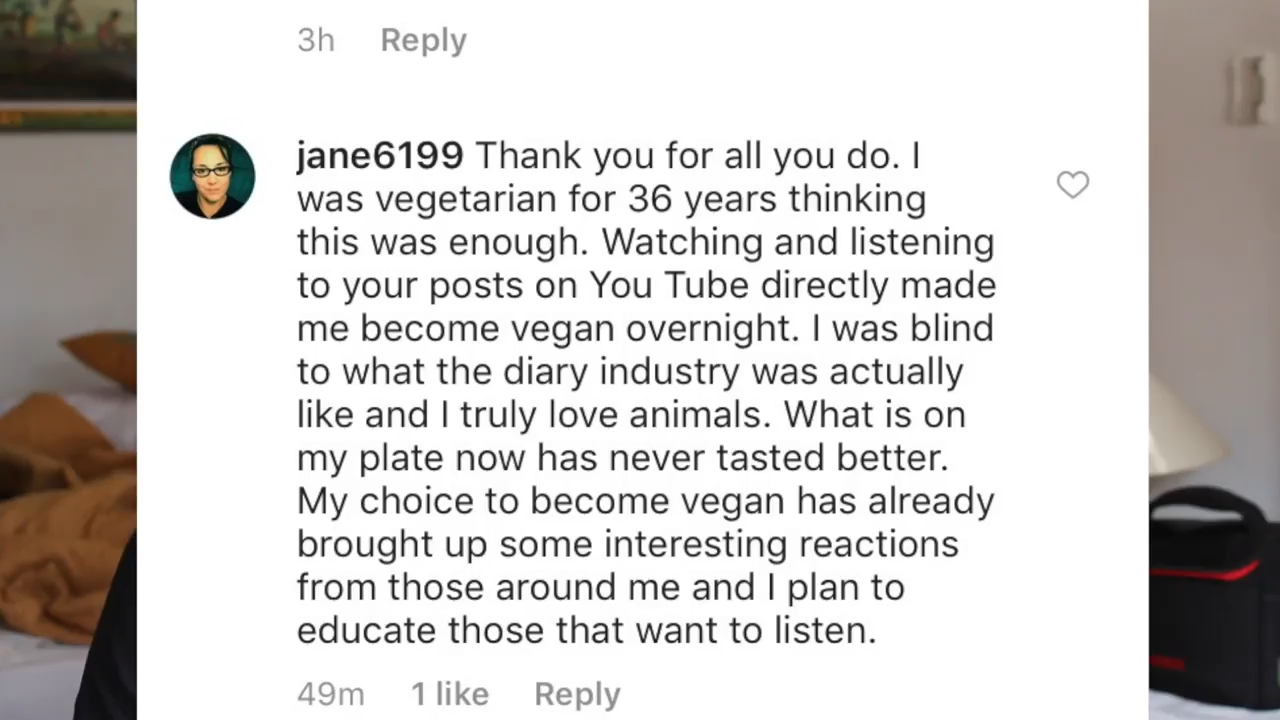 3h Reply
jane6199 Thank you for all you do. I
was vegetarian for 36 years thinking
this was enough. Watching and listening
to your posts on You Tube directly made
me become vegan overnight. I was blind
to what the diary industry was actually
like and I truly love animals. What is on
my plate now has never tasted better.
My choice to become vegan has already
brought up some interesting reactions
from those around me and I plan to
educate those that want to listen.
49m 1 like Reply